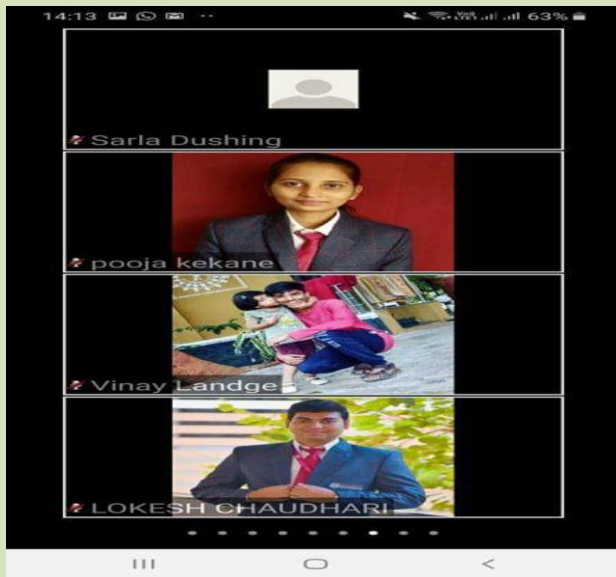 14:13 63%
Sarla Dushing
pooja kekane
Vinay Landge
LOKESH CHAUDHARI